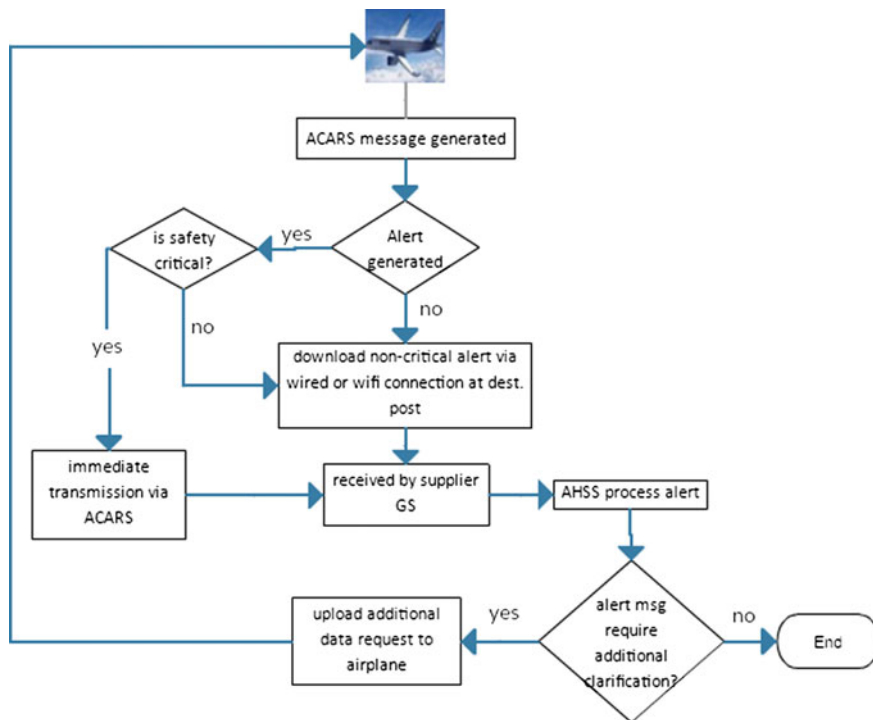 ACARS message generated
Alert
generated
yes
is safety
critical?
no
no
yes
download non-critical alert via
wired or wifi connection at dest.
post
immediate
transmission via
ACARS
received by supplier
GS
AHSS process alert
alert msg
require
additional
clarification?
yes
no
upload additional
data request to
airplane
End